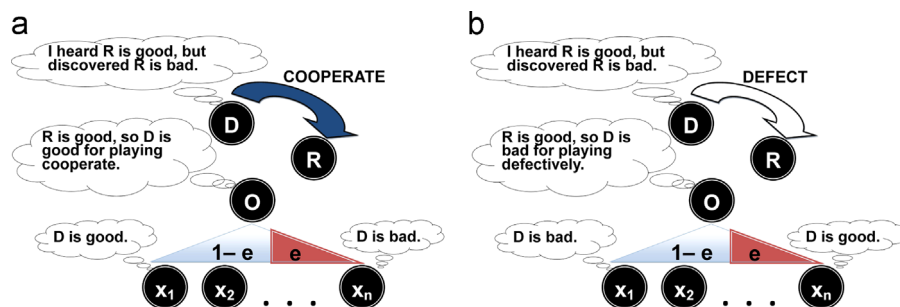 a
I heard R is good, but
discovered R is bad.
COOPERATE
D
R is good, so D is
good for playing
cooperate.
R
O
D is good.
D is bad.
1– e
e
x1
x2
. . .
xn
b
I heard R is good, but
discovered R is bad.
DEFECT
D
R is good, so D is
bad for playing
defectively.
R
O
D is bad.
D is good.
1– e
e
x1
x2
. . .
xn